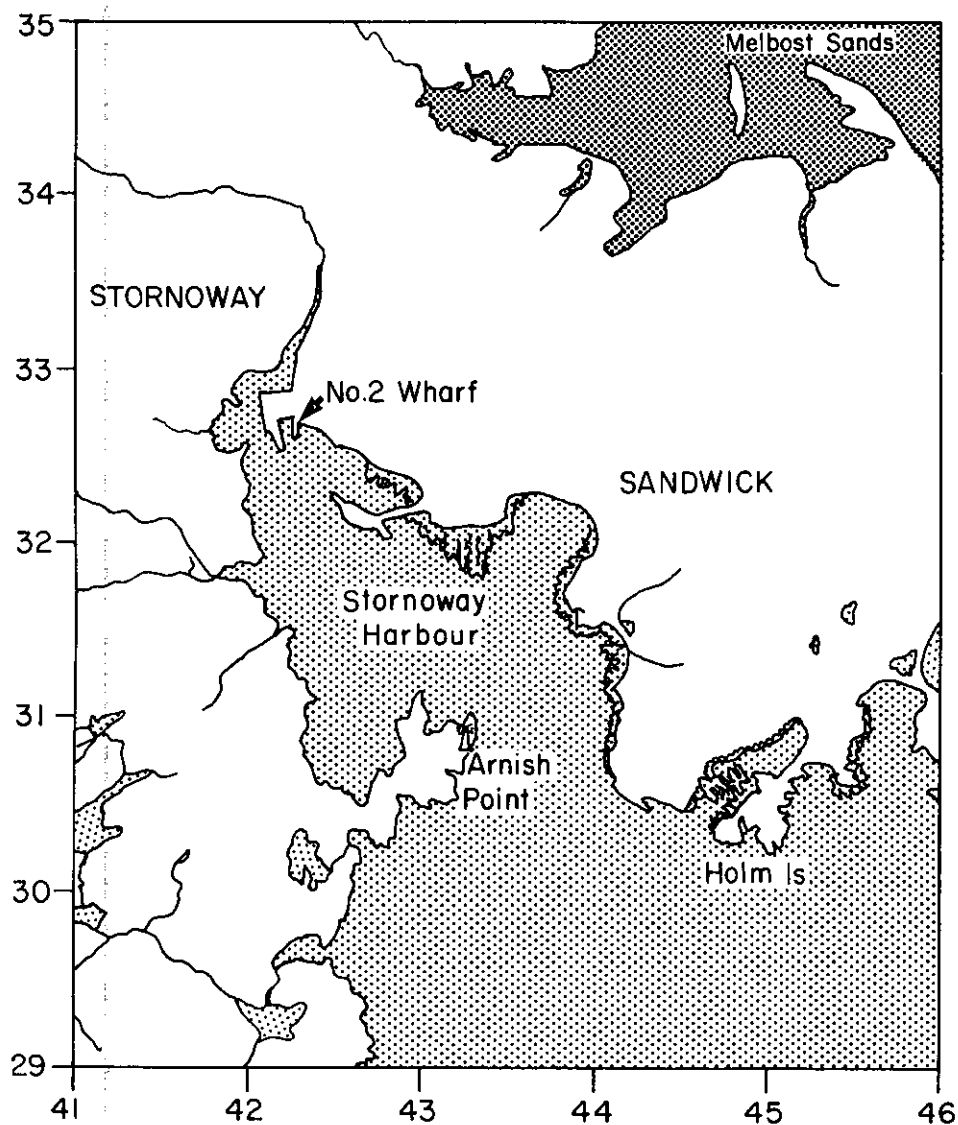 35
Melbost Sands
34
STORNOWAY
33
No.2 Wharf
SANDWICK
32
Stornoway
Harbour
31
Arnish
Point
Holm Is
30
29
41
42
43
44
45
46